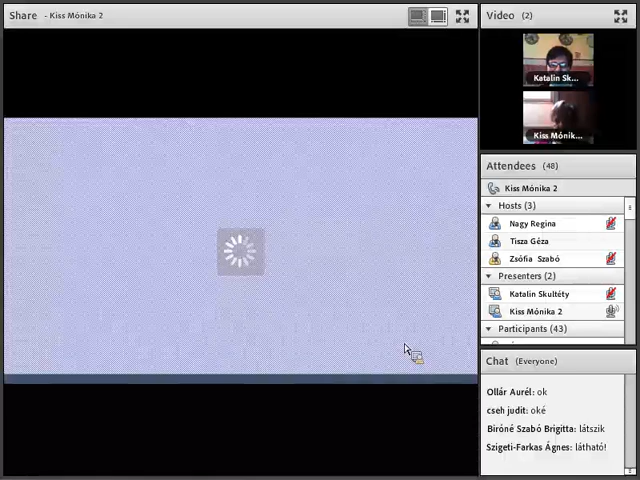 Share - Kiss Mónika 2
Video (2)
Katalin Sk...
Kiss Mónik...
Attendees (48)
Kiss Mónika 2
Hosts (3)
Nagy Regina
Tisza Géza
Zsófia Szabó
Presenters (2)
Katalin Skultéty
Kiss Mónika 2
Participants (43)
Chat (Everyone)
Ollár Aurél: ok
cseh judit: oké
Biróné Szabó Brigitta: látszik
Szigeti-Farkas Ágnes: látható!